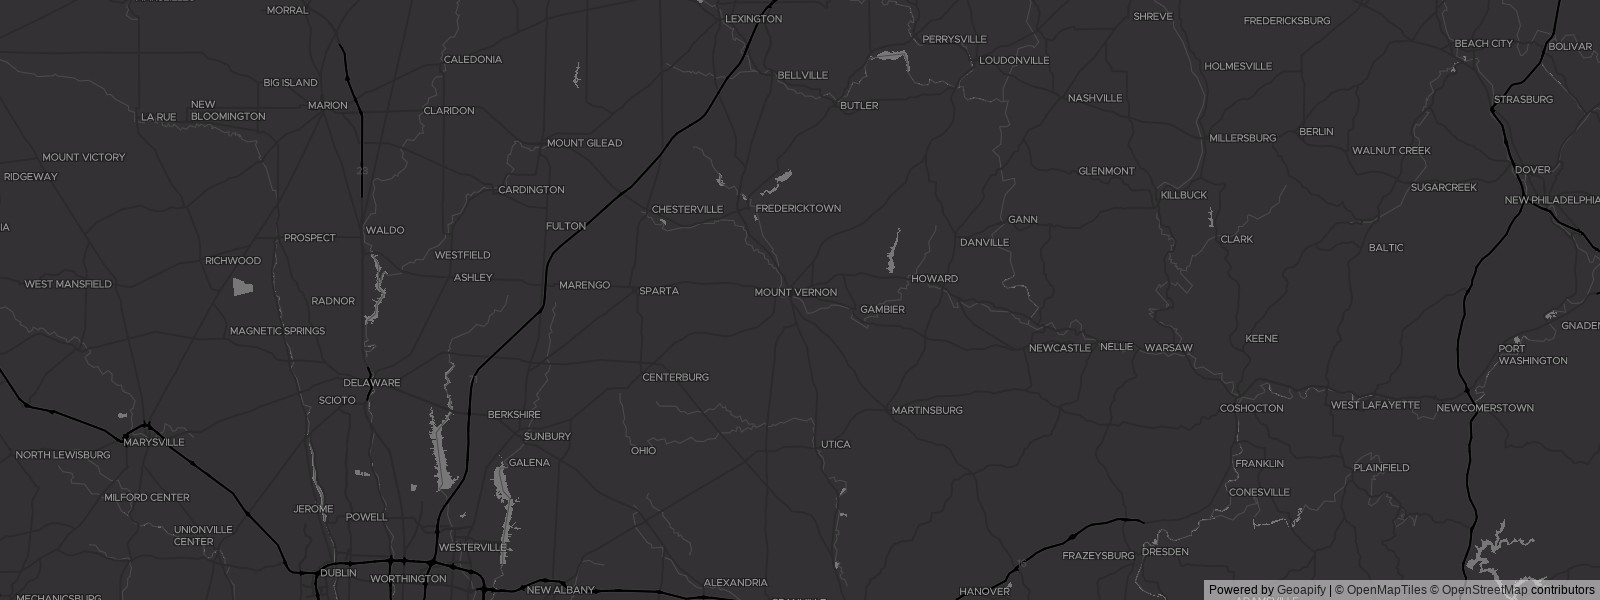 MORRAL
LEXINGTON
SHREVE
FREDERICKSBURG
PERRYSVILLE
BEACH CITY
BOLIVAR
CALEDONIA
LOUDONVILLE
HOLMESVILLE
BELLVILLE
BIG ISLAND
NASHVILLE
STRASBURG
NEW
BLOOMINGTON
MARION
BUTLER
LA RUE
CLARIDON
BERLIN
MILLERSBURG
MOUNT GILEAD
WALNUT CREEK
MOUNT VICTORY
23
GLENMONT
DOVER
RIDGEWAY
CARDINGTON
SUGARCREEK
KILLBUCK
NEW PHILADELPHIA
CHESTERVILLE
FREDERICKTOWN
GANN
IA
FULTON
WALDO
PROSPECT
DANVILLE
CLARK
BALTIC
WESTFIELD
RICHWOOD
ASHLEY
HOWARD
WEST MANSFIELD
MARENGO
SPARTA
MOUNT VERNON
RADNOR
GAMBIER
GNADEN
MAGNETIC SPRINGS
KEENE
NEWCASTLE
NELLIE
WARSAW
PORT
WASHINGTON
CENTERBURG
DELAWARE
SCIOTO
WEST LAFAYETTE
COSHOCTON
NEWCOMERSTOWN
MARTINSBURG
BERKSHIRE
SUNBURY
MARYSVILLE
UTICA
OHIO
NORTH LEWISBURG
GALENA
FRANKLIN
PLAINFIELD
CONESVILLE
MILFORD CENTER
JEROME
POWELL
UNIONVILLE
CENTER
WESTERVILLE
DRESDEN
FRAZEYSBURG
DUBLIN
WORTHINGTON
ALEXANDRIA
NEW ALBANY
HANOVER
MECHANICSBURG
Powered by Geoapify | © OpenMapTiles © OpenStreetMap contributors